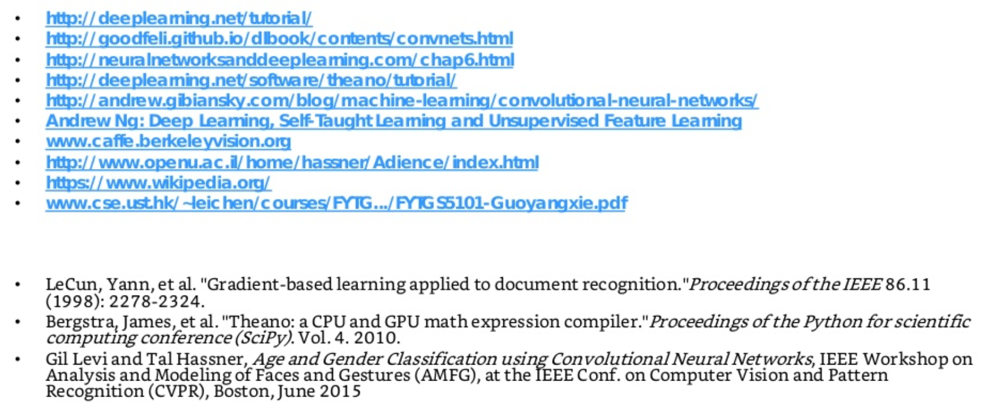 • http://deeplearning.net/tutorial/
• http://goodfeli.github.io/dlbook/contents/convnets.html
• http://neuralnetworksanddeeplearning.com/chap6.html
• http://deeplearning.net/software/theano/tutorial/
• http://andrew.gibiansky.com/blog/machine-learning/convolutional-neural-networks/
• Andrew Ng: Deep Learning, Self-Taught Learning and Unsupervised Feature Learning
• www.caffe.berkeleyvision.org
• http://www.openu.ac.il/home/hassner/Adience/index.html
• https://www.wikipedia.org/
• www.cse.ust.hk/~leichen/courses/FYTG.../FYTGS5101-Guoyangxie.pdf
• LeCun, Yann, et al. "Gradient-based learning applied to document recognition."Proceedings of the IEEE 86.11
(1998): 2278-2324.
• Bergstra, James, et al. "Theano: a CPU and GPU math expression compiler."Proceedings of the Python for scientific
computing conference (SciPy). Vol. 4. 2010.
• Gil Levi and Tal Hassner, Age and Gender Classification using Convolutional Neural Networks, IEEE Workshop on
Analysis and Modeling of Faces and Gestures (AMFG), at the IEEE Conf. on Computer Vision and Pattern
Recognition (CVPR), Boston, June 2015